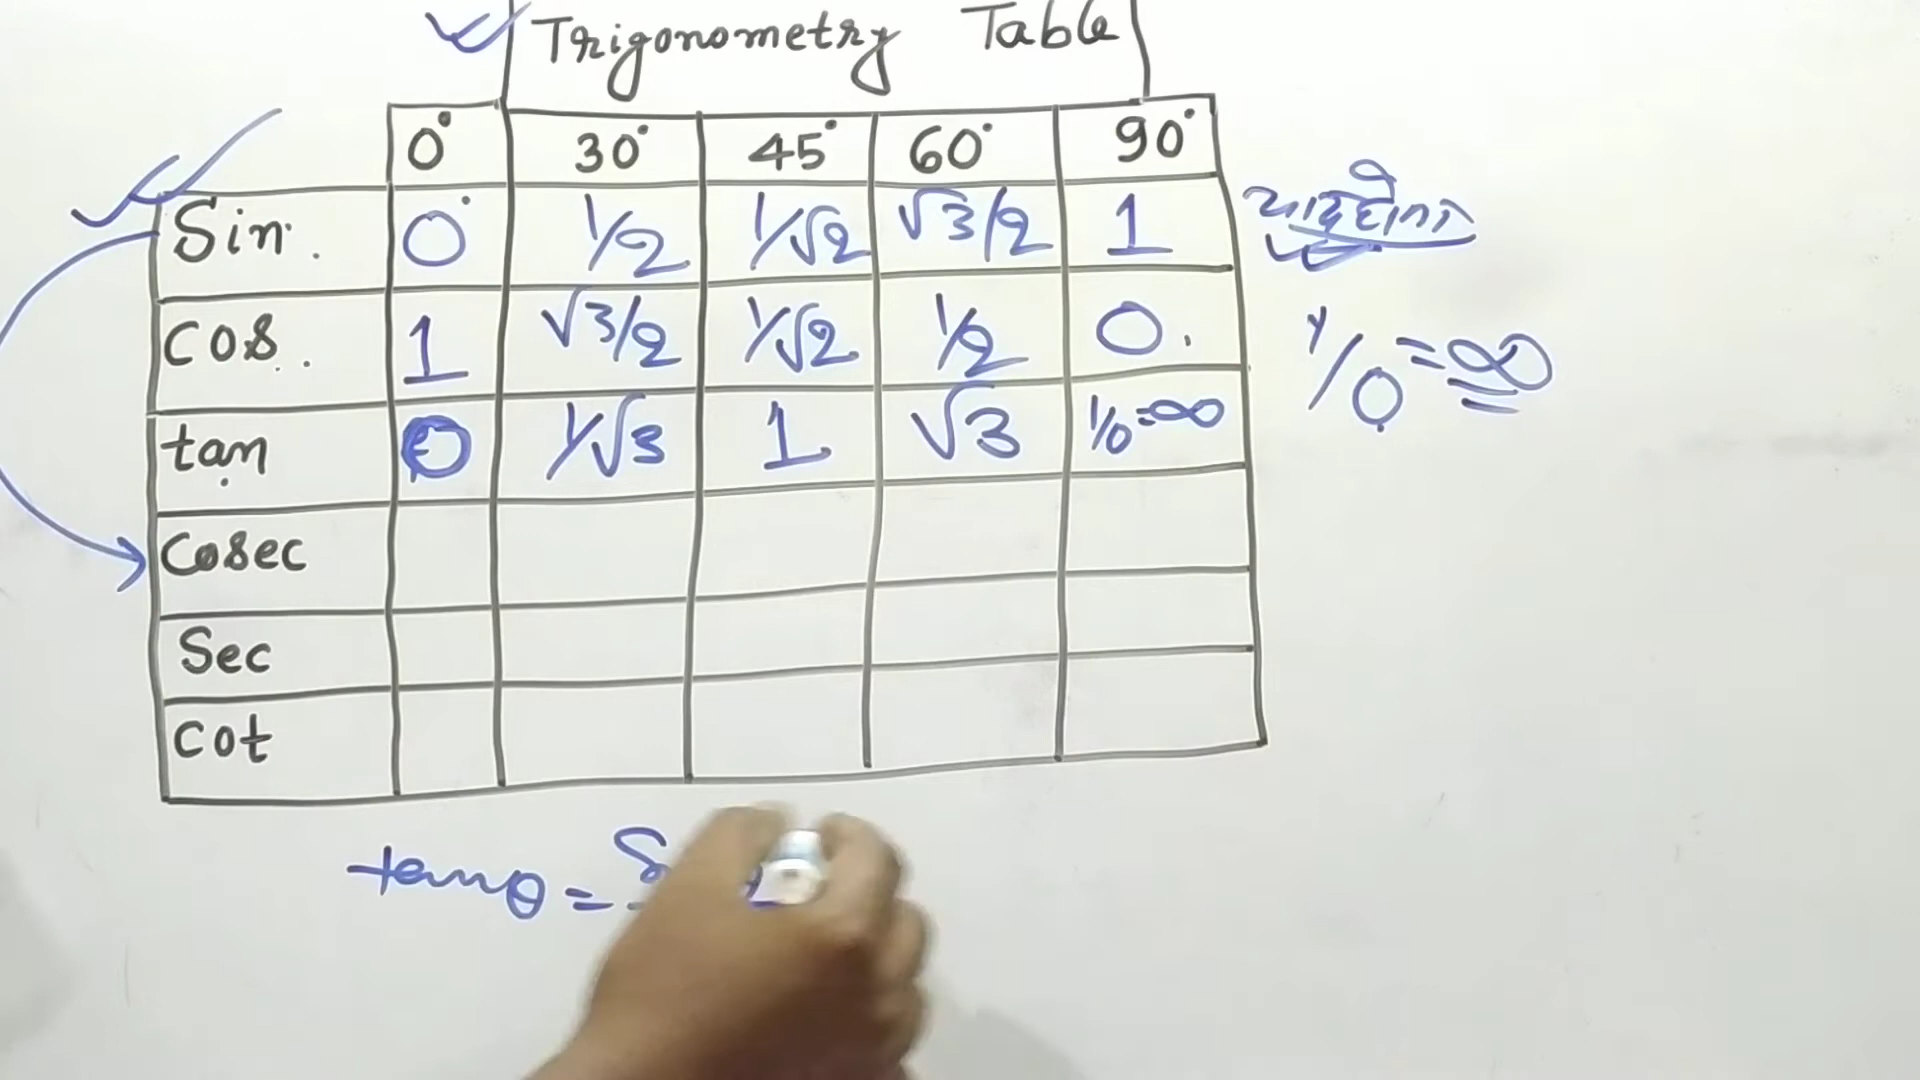 Trigonometry Table
0° 30° 45° 60° 90°
Sin. 0 1/2 1/√2 √3/2 1
Cos. 1 √3/2 1/√2 1/2 0.
tan 0 1/√3 1 √3 1/0=∞
Cosec
Sec
Cot
याद होना
1/0=∞
tanθ=